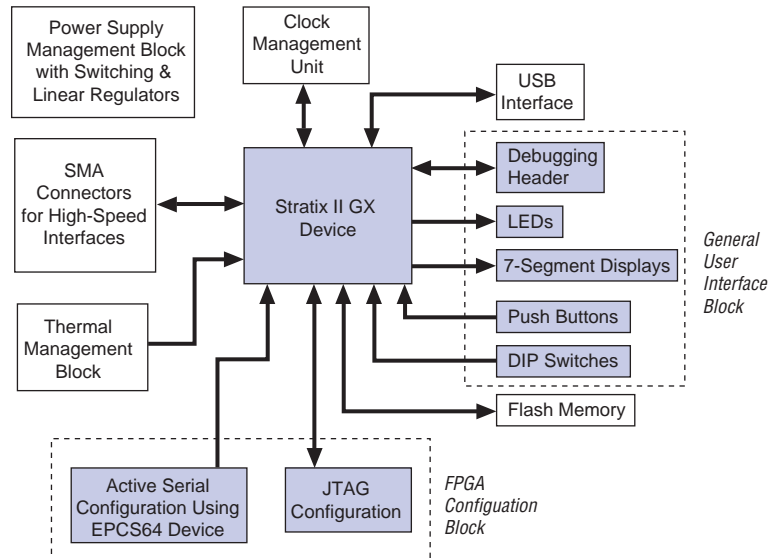 Power Supply
Management Block
with Switching &
Linear Regulators
Clock
Management
Unit
USB
Interface
SMA
Connectors
for High-Speed
Interfaces
Stratix II GX
Device
Debugging
Header
LEDs
7-Segment Displays
Push Buttons
DIP Switches
General
User
Interface
Block
Thermal
Management
Block
Flash Memory
Active Serial
Configuration Using
EPCS64 Device
JTAG
Configuration
FPGA
Configuation
Block